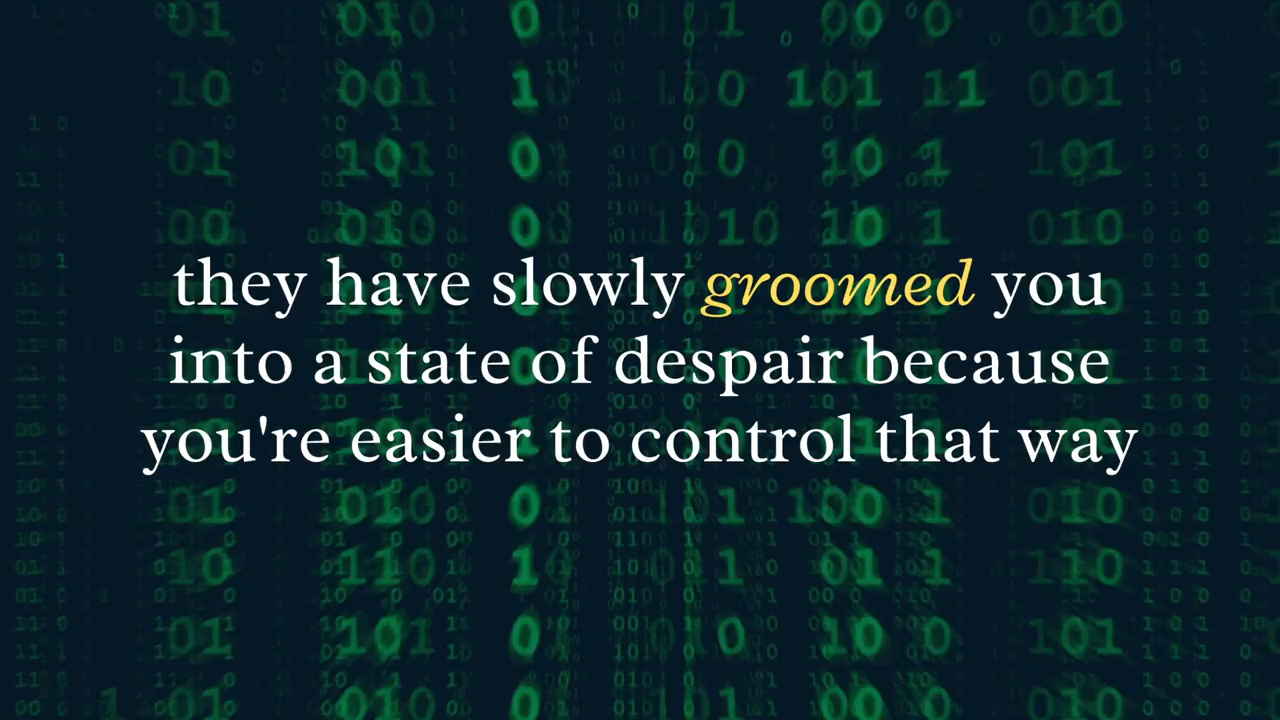 they have slowly groomed you
into a state of despair because
you're easier to control that way